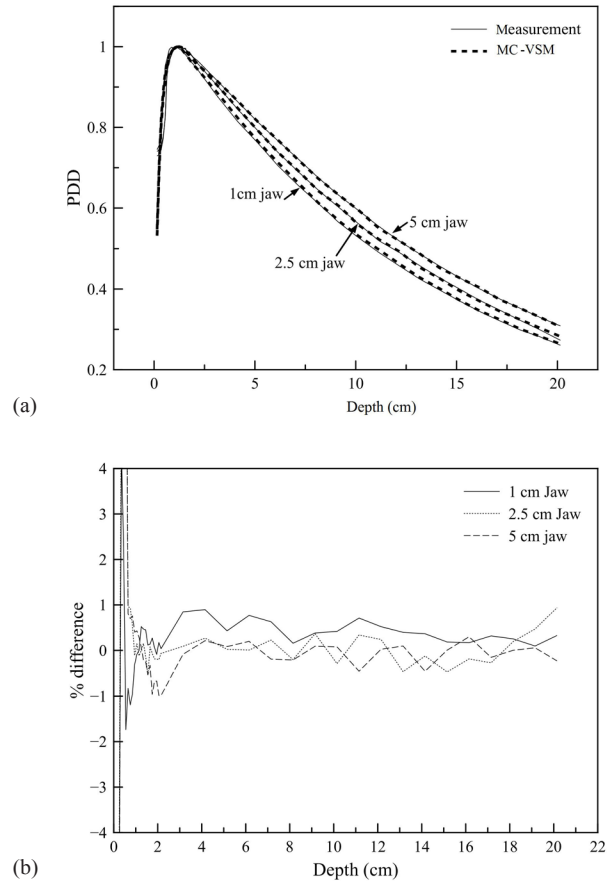 (a)
PDD
1
0.8
0.6
0.4
0.2
Measurement
MC-VSM
1cm jaw
5 cm jaw
2.5 cm jaw
0 5 10 15 20
Depth (cm)
(b)
% difference
4
3
2
1
0
−1
−2
−3
−4
1 cm Jaw
2.5 cm Jaw
5 cm jaw
0 2 4 6 8 10 12 14 16 18 20 22
Depth (cm)